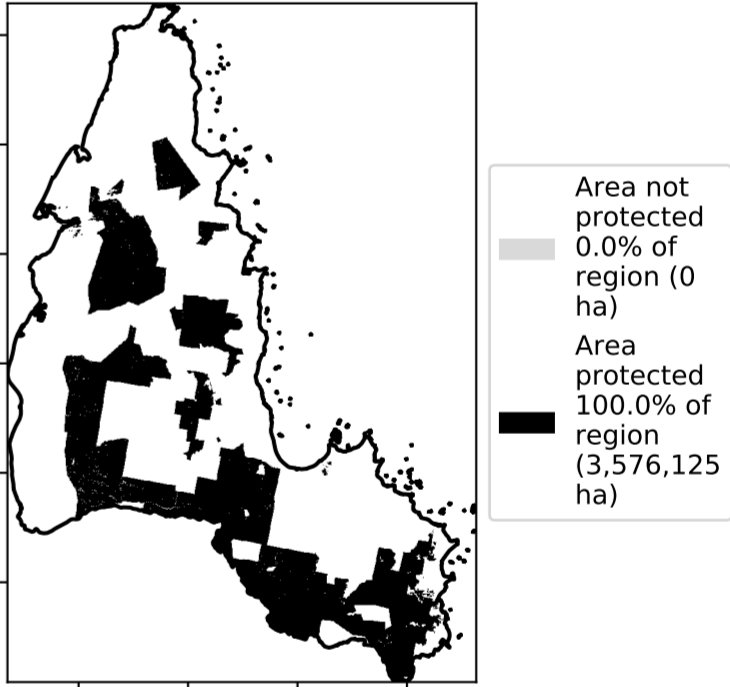 Area not
protected
0.0% of
region (0
ha)
Area
protected
100.0% of
region
(3,576,125
ha)